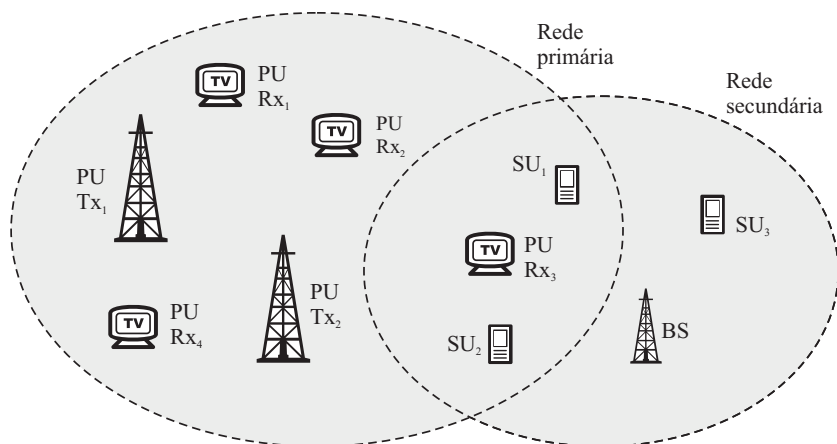 Rede
primária
Rede
secundária
TV
PU
Rx₁
TV
PU
Rx₂
PU
Tx₁
SU₁
SU₃
TV
PU
Rx₃
PU
Tx₂
TV
PU
Rx₄
SU₂
BS